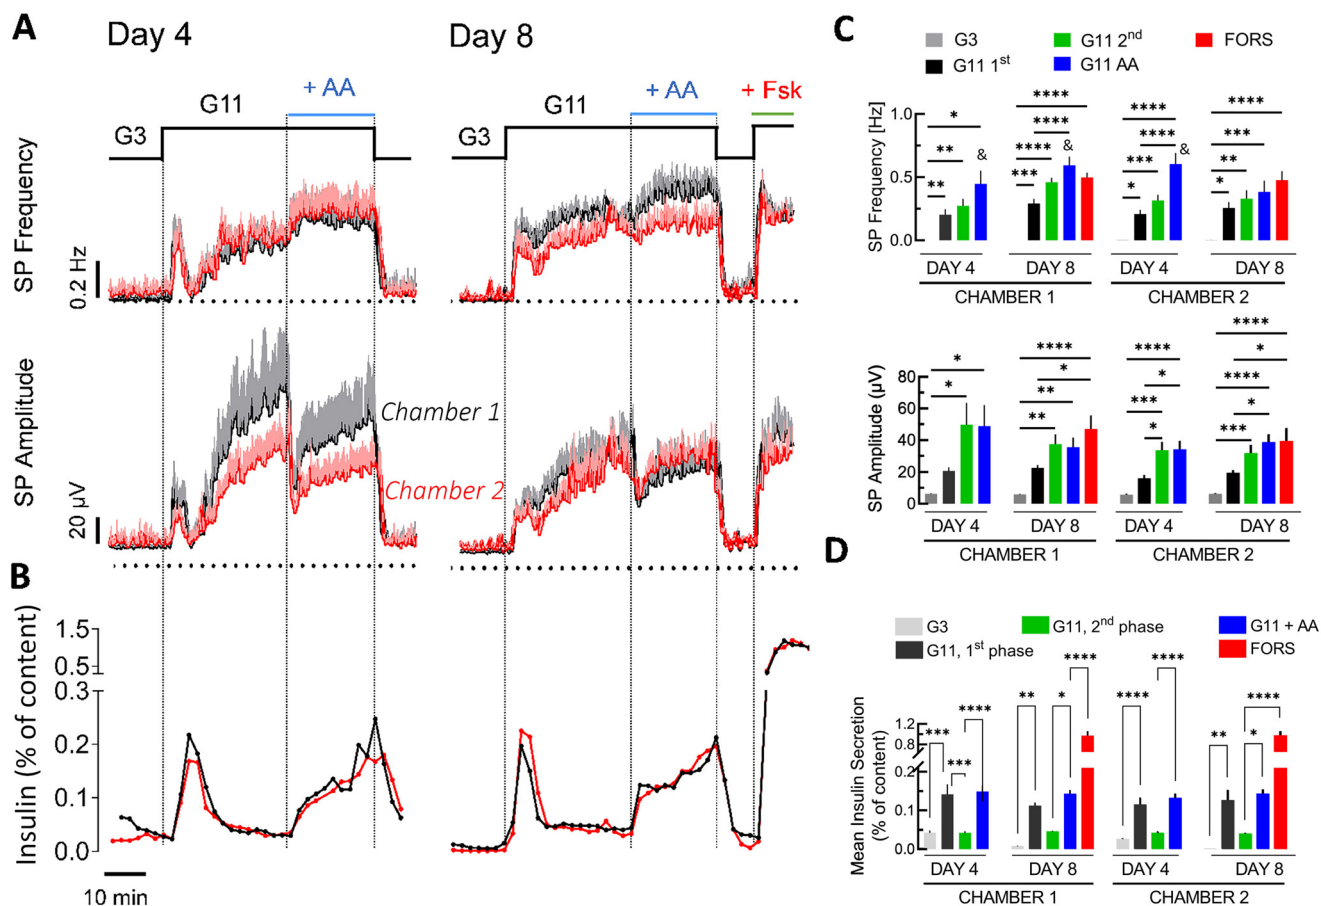 A
Day 4
Day 8
G3
G11
+ AA
G3
G11
+ AA
+ Fsk
SP Frequency
0.2 Hz
SP Amplitude
20 µV
Chamber 1
Chamber 2
B
Insulin (% of content)
1.5
0.5
0.3
0.2
0.1
0.0
10 min
C
G3
G11 2nd
FORS
G11 1st
G11 AA
SP Frequency [Hz]
1.0
0.5
0.0
*
**
**
&
****
****
****
***
&
****
****
***
*
&
****
***
**
*
DAY 4
DAY 8
DAY 4
DAY 8
CHAMBER 1
CHAMBER 2
SP Amplitude (µV)
80
60
40
20
0
*
*
****
*
**
**
****
*
***
*
****
*
****
*
***
DAY 4
DAY 8
DAY 4
DAY 8
CHAMBER 1
CHAMBER 2
D
G3
G11, 2nd phase
G11 + AA
G11, 1st phase
FORS
Mean Insulin Secretion
(% of content)
1.2
0.8
0.2
0.1
0.0
***
***
****
**
*
****
****
****
**
*
****
DAY 4
DAY 8
DAY 4
DAY 8
CHAMBER 1
CHAMBER 2